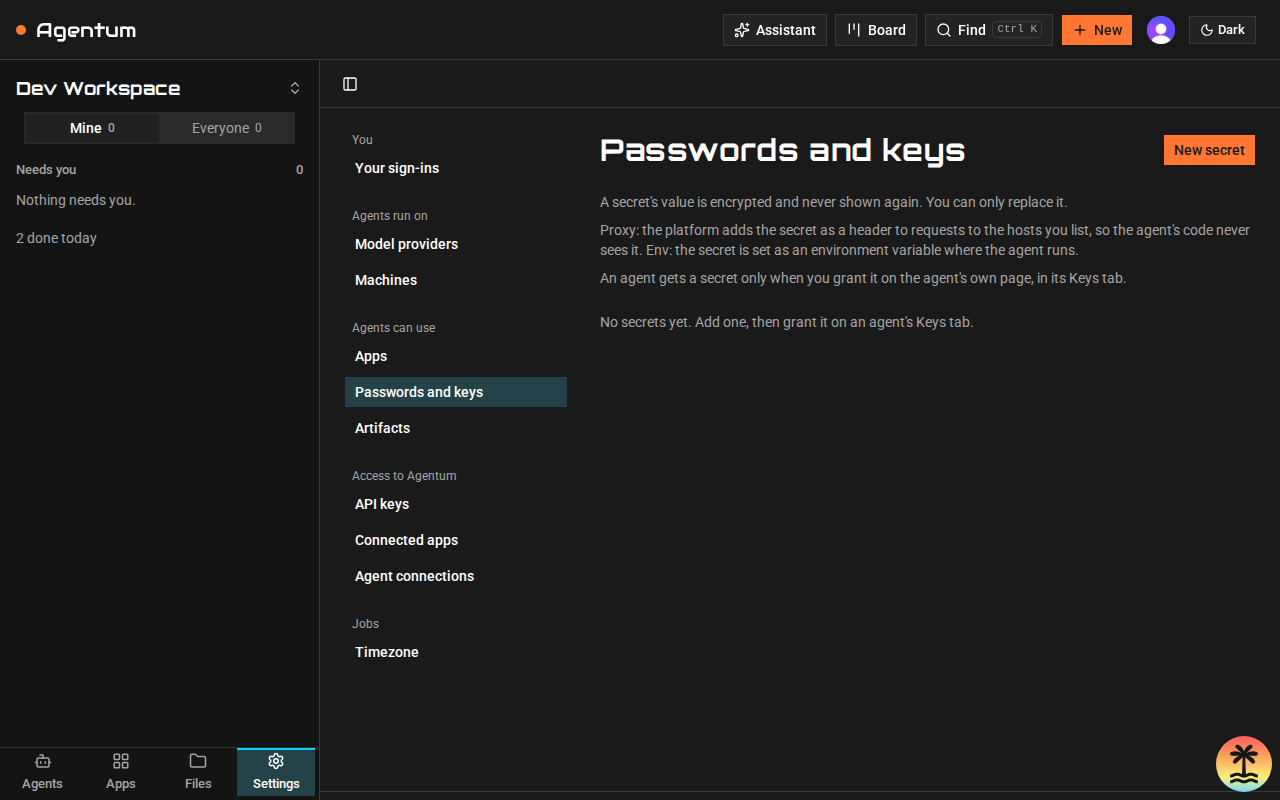 Agentum
Assistant
Board
Find Ctrl K
New
Dark
Dev Workspace
Mine 0
Everyone 0
Needs you 0
Nothing needs you.
2 done today
Agents
Apps
Files
Settings
You
Your sign-ins
Agents run on
Model providers
Machines
Agents can use
Apps
Passwords and keys
Artifacts
Access to Agentum
API keys
Connected apps
Agent connections
Jobs
Timezone
Passwords and keys
New secret
A secret's value is encrypted and never shown again. You can only replace it.
Proxy: the platform adds the secret as a header to requests to the hosts you list, so the agent's code never
sees it. Env: the secret is set as an environment variable where the agent runs.
An agent gets a secret only when you grant it on the agent's own page, in its Keys tab.
No secrets yet. Add one, then grant it on an agent's Keys tab.